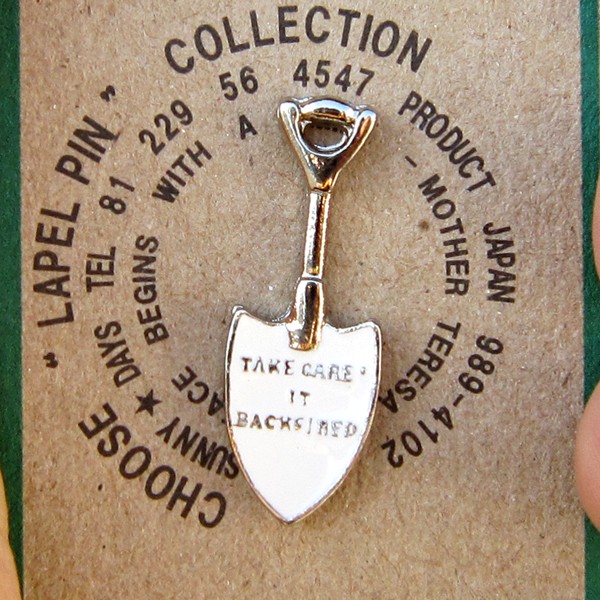 COLLECTION
"LAPEL PIN"
CHOOSE
DAYS TEL 81 229 56 4547 PRODUCT JAPAN 989-4102
SUNNY ★
BEGINS WITH A
- MOTHER TERESA
TAKE CARE'
IT
BACKFIRED